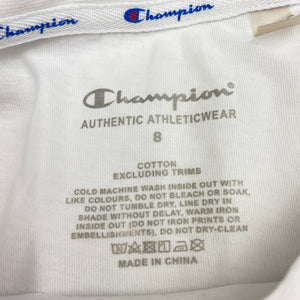 Champion Champion Champion
Champion®
AUTHENTIC ATHLETICWEAR
8
COTTON
EXCLUDING TRIMS
COLD MACHINE WASH INSIDE OUT WITH
LIKE COLOURS, DO NOT BLEACH OR SOAK,
DO NOT TUMBLE DRY, LINE DRY IN
SHADE WITHOUT DELAY, WARM IRON
INSIDE OUT (DO NOT IRON PRINTS OR
EMBELLISHMENTS), DO NOT DRY-CLEAN
MADE IN CHINA